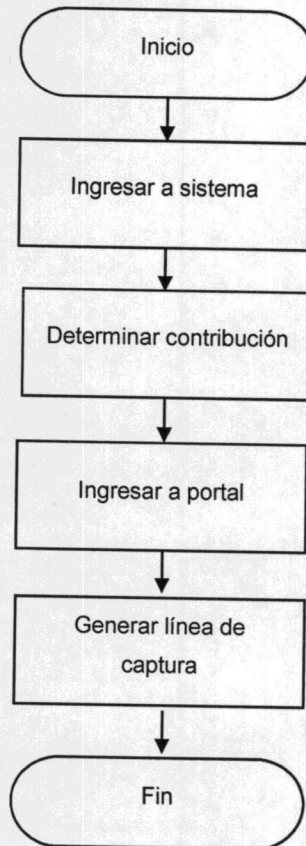 Inicio
Ingresar a sistema
Determinar contribución
Ingresar a portal
Generar línea de
captura
Fin